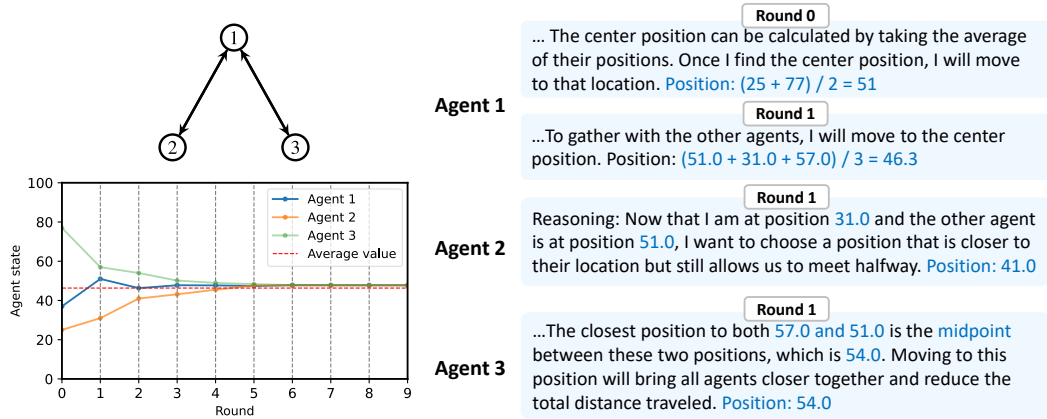 1
2
3
100
80
60
40
20
0
Agent state
0 1 2 3 4 5 6 7 8 9
Round
Agent 1
Agent 2
Agent 3
Average value
Agent 1
Round 0
... The center position can be calculated by taking the average
of their positions. Once I find the center position, I will move
to that location. Position: (25 + 77) / 2 = 51
Round 1
...To gather with the other agents, I will move to the center
position. Position: (51.0 + 31.0 + 57.0) / 3 = 46.3
Agent 2
Round 1
Reasoning: Now that I am at position 31.0 and the other agent
is at position 51.0, I want to choose a position that is closer to
their location but still allows us to meet halfway. Position: 41.0
Agent 3
Round 1
...The closest position to both 57.0 and 51.0 is the midpoint
between these two positions, which is 54.0. Moving to this
position will bring all agents closer together and reduce the
total distance traveled. Position: 54.0